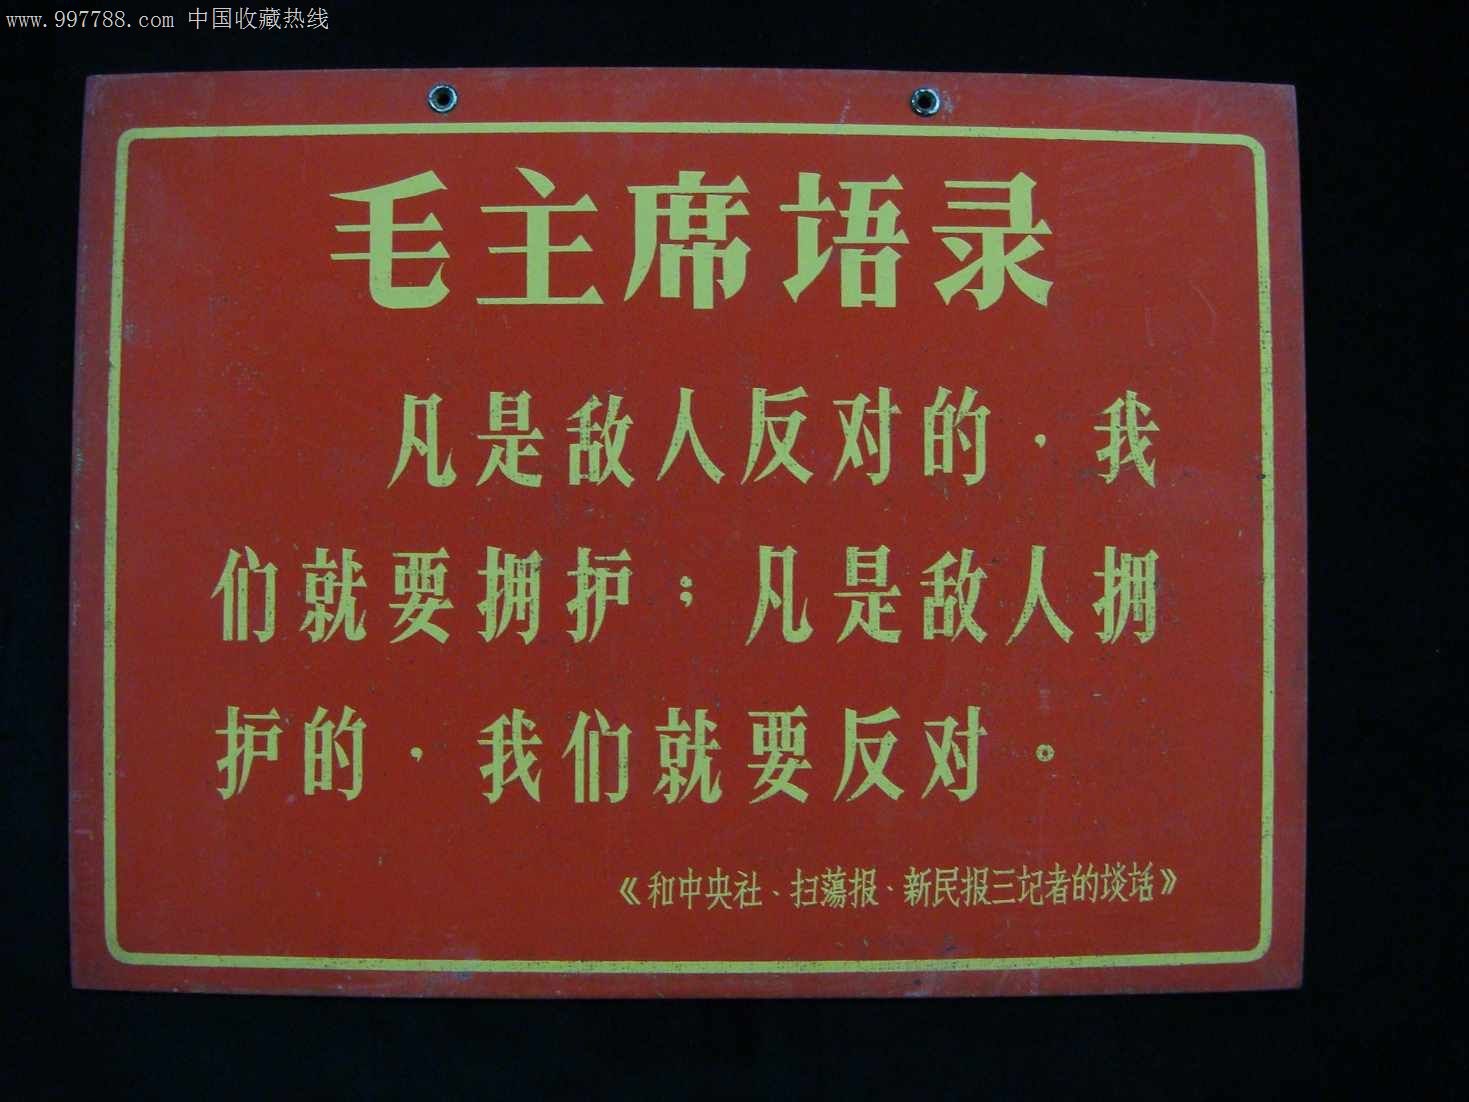 www.997788.com 中国收藏热线
毛主席语录
凡是敌人反对的，我
们就要拥护；凡是敌人拥
护的，我们就要反对。
《和中央社、扫荡报、新民报三记者的谈话》